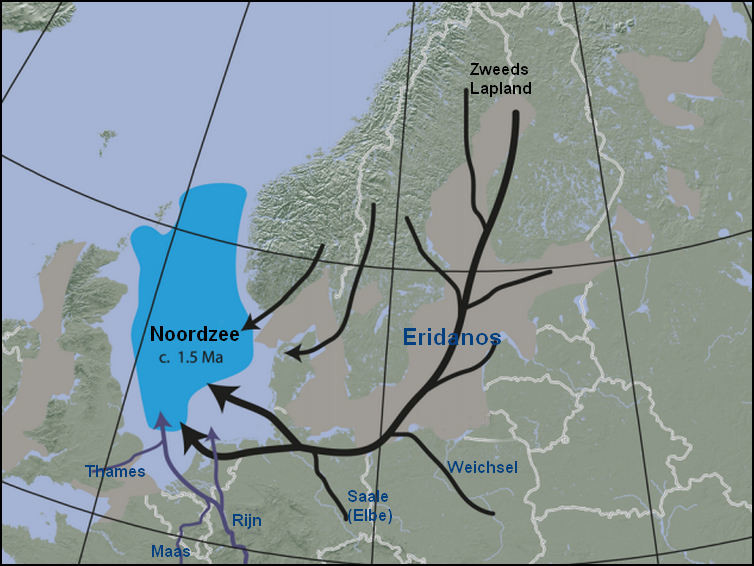 Zweeds
Lapland
Noordzee
c. 1.5 Ma
Eridanos
Thames
Weichsel
Saale
(Elbe)
Rijn
Maas